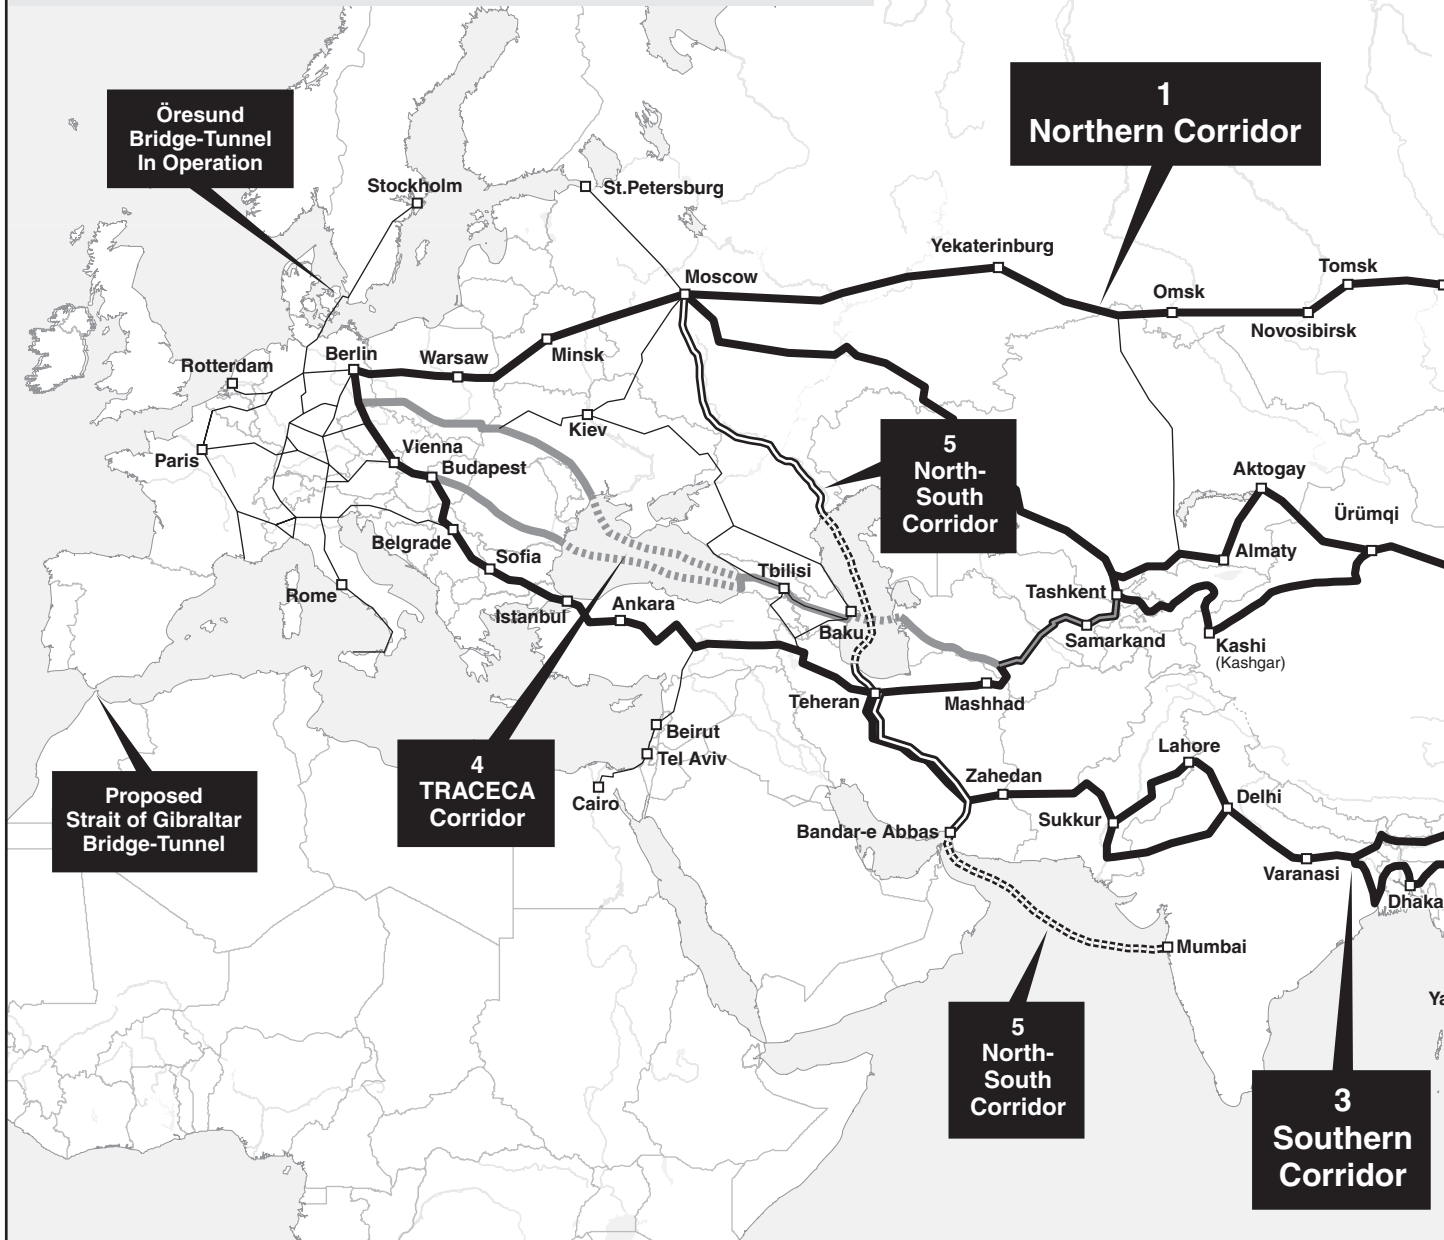 1
Northern Corridor
Öresund
Bridge-Tunnel
In Operation
Stockholm
St.Petersburg
Yekaterinburg
Moscow
Tomsk
Omsk
Novosibirsk
Minsk
Berlin
Warsaw
Rotterdam
Kiev
Paris
Vienna
Budapest
5
North-
South
Corridor
Aktogay
Ürümqi
Belgrade
Sofia
Almaty
Tbilisi
Tashkent
Rome
Istanbul
Ankara
Baku
Samarkand
Kashi
(Kashgar)
Teheran
Mashhad
Beirut
Tel Aviv
Cairo
4
TRACECA
Corridor
Proposed
Strait of Gibraltar
Bridge-Tunnel
Lahore
Zahedan
Delhi
Sukkur
Bandar-e Abbas
Varanasi
Dhaka
Mumbai
Ya
5
North-
South
Corridor
3
Southern
Corridor